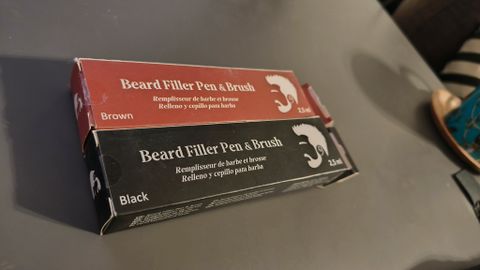 Beard Filler Pen & Brush
Remplisseur de barbe et brosse
Relleno y cepillo para barba
Brown
2,5 ml
Beard Filler Pen & Brush
Remplisseur de barbe et brosse
Relleno y cepillo para barba
Black
2,5 ml